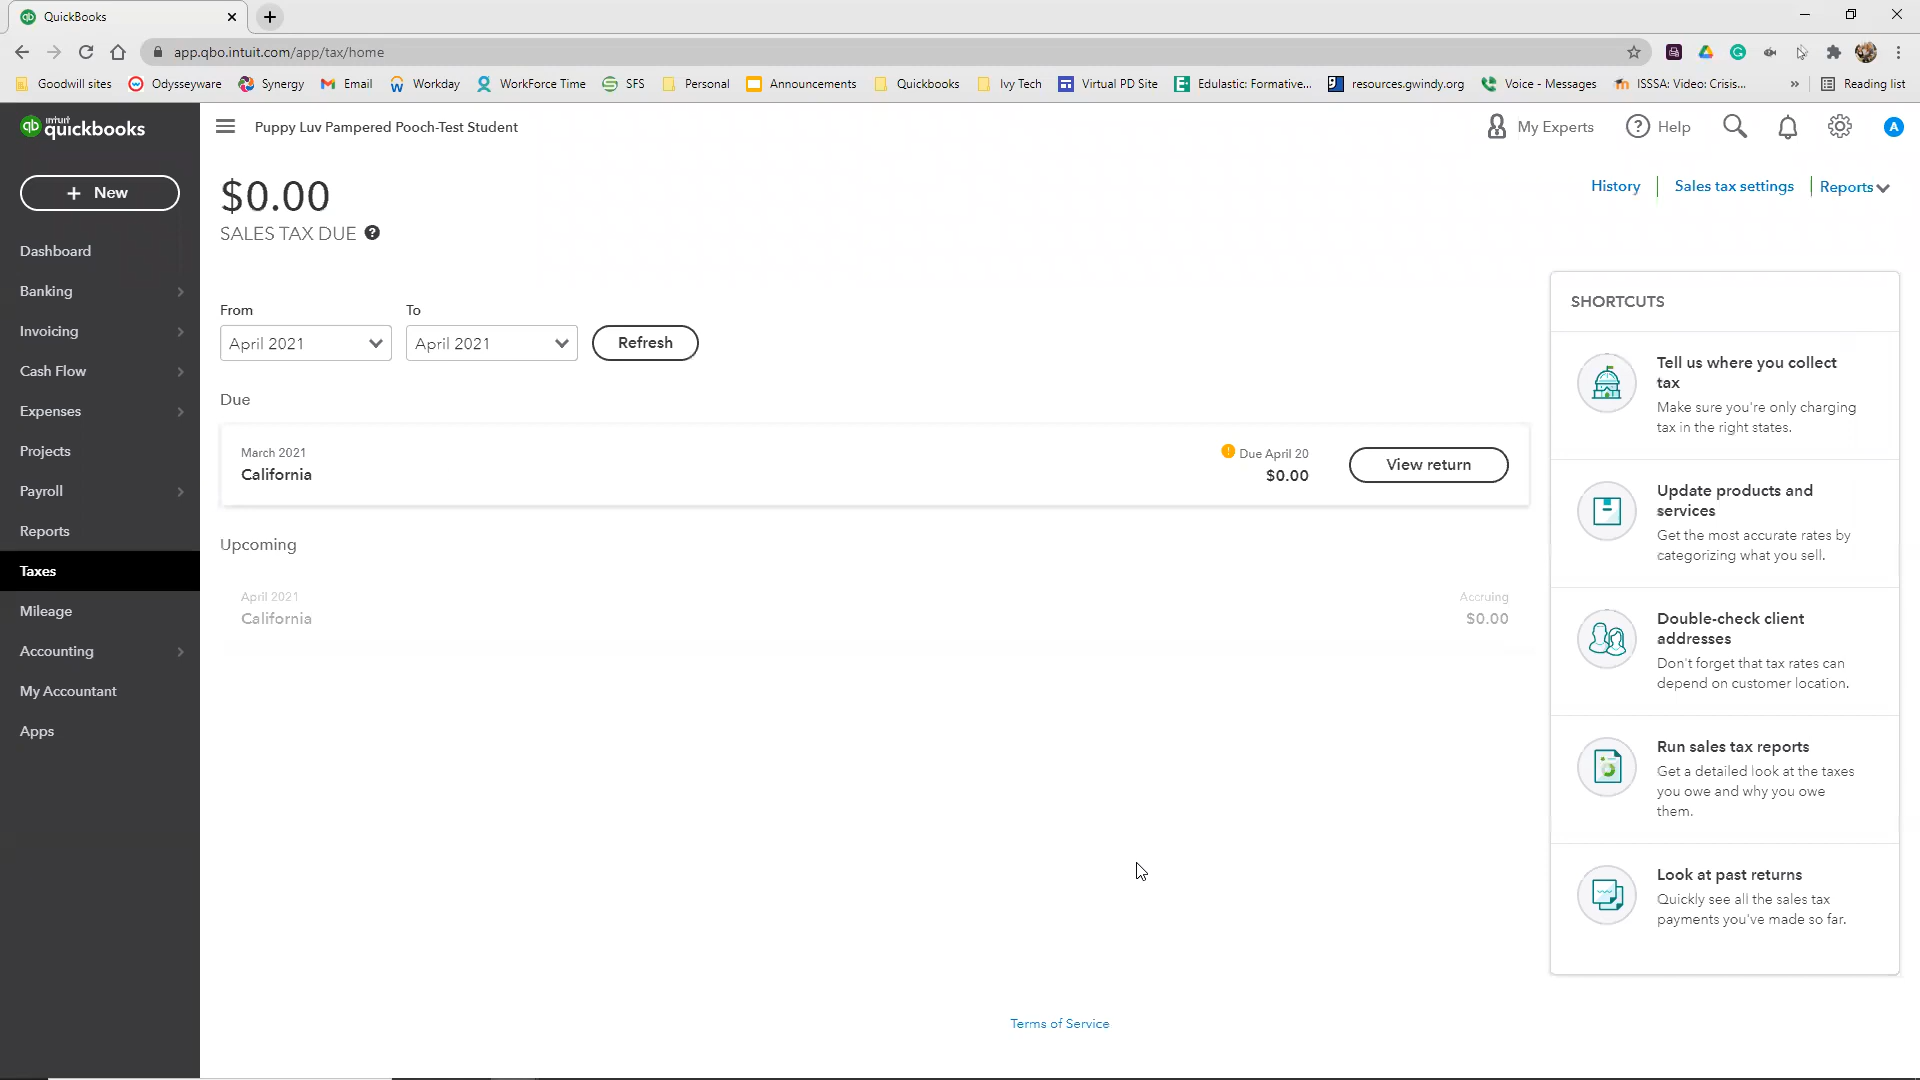 QuickBooks
app.qbo.intuit.com/app/tax/home
Goodwill sites Odysseyware Synergy Email Workday WorkForce Time SFS Personal Announcements Quickbooks Ivy Tech Virtual PD Site Edulastic: Formative... resources.gwindy.org Voice - Messages ISSSA: Video: Crisis... » Reading list
intuit
quickbooks
Puppy Luv Pampered Pooch-Test Student
My Experts
Help
A
+ New
Dashboard
Banking
Invoicing
Cash Flow
Expenses
Projects
Payroll
Reports
Taxes
Mileage
Accounting
My Accountant
Apps
$0.00
SALES TAX DUE
History
Sales tax settings
Reports
From
To
April 2021
April 2021
Refresh
Due
March 2021
California
Due April 20
$0.00
View return
Upcoming
April 2021
California
Accruing
$0.00
SHORTCUTS
Tell us where you collect
tax
Make sure you're only charging
tax in the right states.
Update products and
services
Get the most accurate rates by
categorizing what you sell.
Double-check client
addresses
Don't forget that tax rates can
depend on customer location.
Run sales tax reports
Get a detailed look at the taxes
you owe and why you owe
them.
Look at past returns
Quickly see all the sales tax
payments you've made so far.
Terms of Service